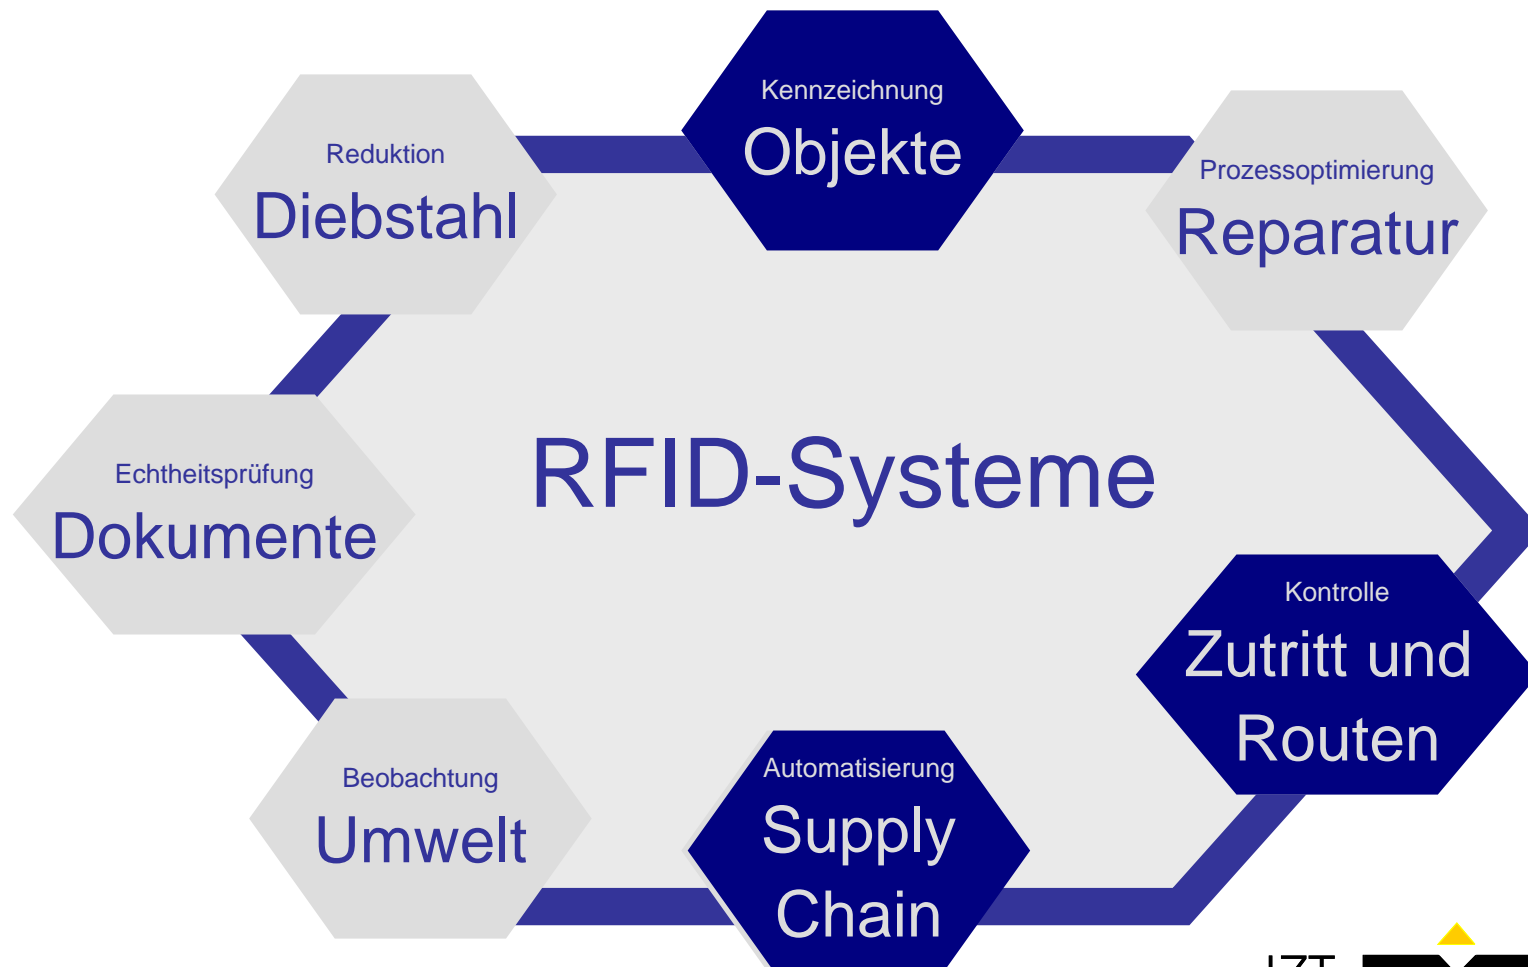 Kennzeichnung
Objekte
Reduktion
Diebstahl
Prozessoptimierung
Reparatur
RFID-Systeme
Echtheitsprüfung
Dokumente
Kontrolle
Zutritt und
Routen
Beobachtung
Umwelt
Automatisierung
Supply
Chain
IZT